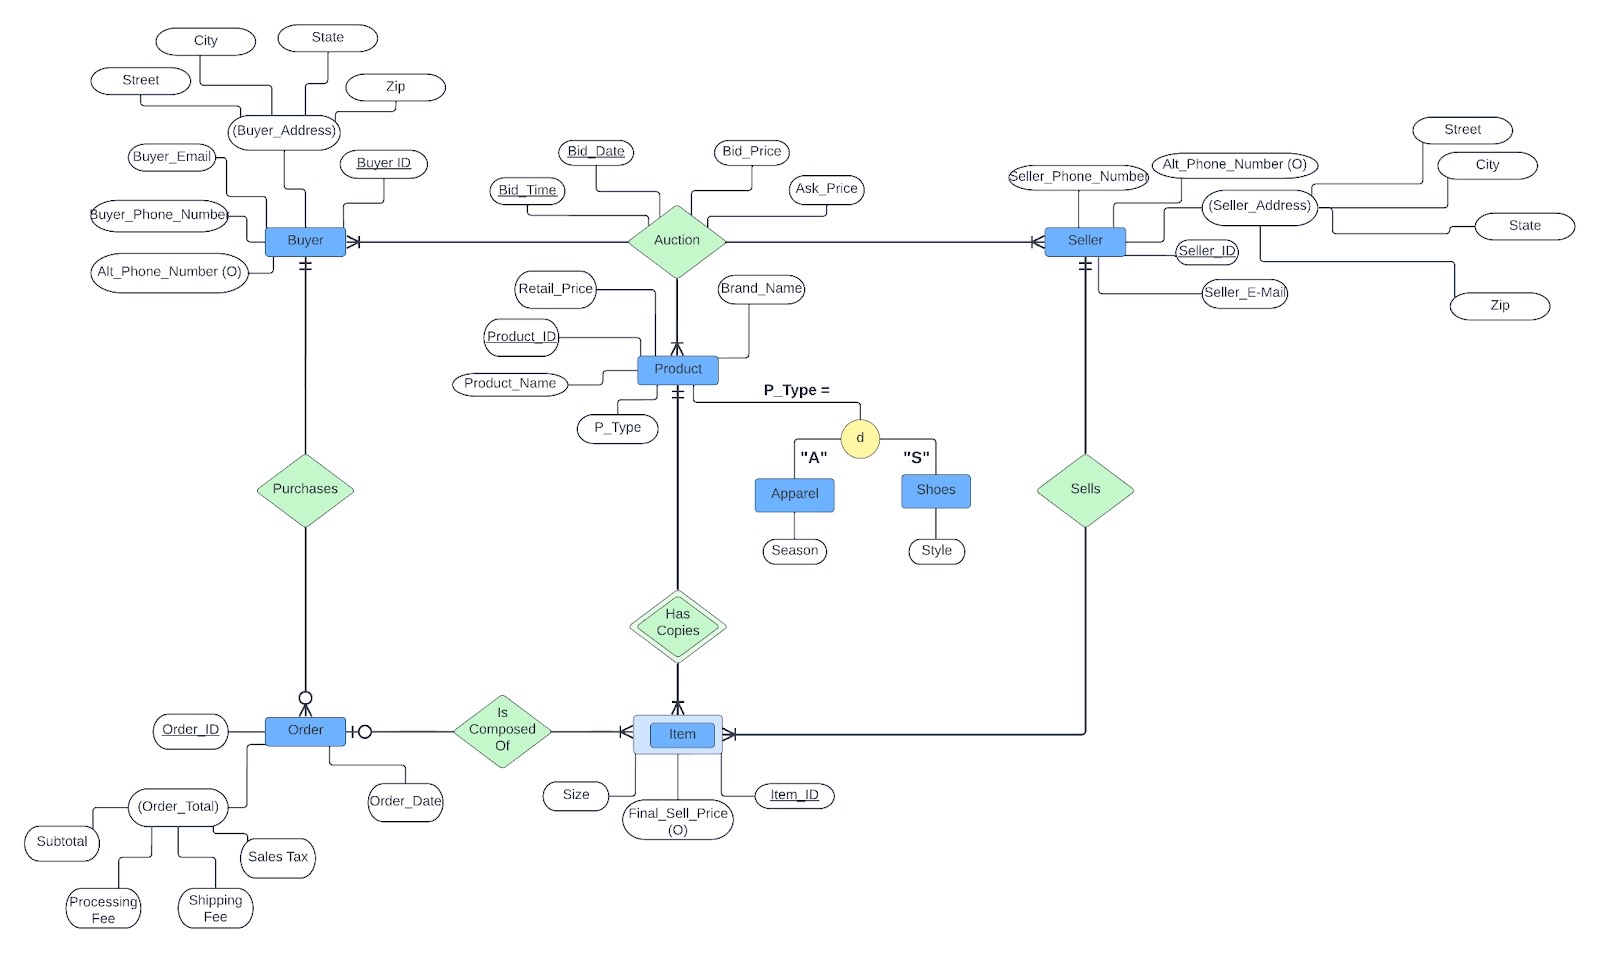 City
State
Street
Zip
(Buyer_Address)
Buyer_Email
Buyer ID
Buyer_Phone_Number
Buyer
Alt_Phone_Number (O)
Bid_Date
Bid_Price
Bid_Time
Ask_Price
Auction
Street
City
Alt_Phone_Number (O)
Seller_Phone_Number
(Seller_Address)
State
Seller
Seller_ID
Seller_E-Mail
Zip
Retail_Price
Brand_Name
Product_ID
Product
Product_Name
P_Type
P_Type =
d
"A"
"S"
Apparel
Shoes
Season
Style
Purchases
Sells
Has
Copies
Order_ID
Order
Is
Composed
Of
Item
Order_Date
(Order_Total)
Subtotal
Sales Tax
Processing
Fee
Shipping
Fee
Size
Final_Sell_Price
(O)
Item_ID